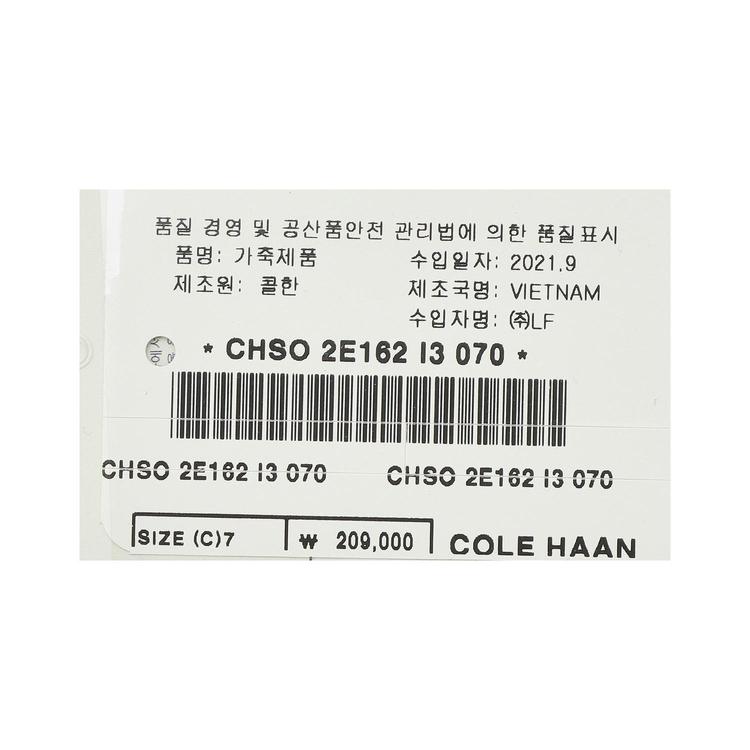 품질 경영 및 공산품안전 관리법에 의한 품질표시
품명: 가죽제품 수입일자: 2021.9
제조원: 콜한 제조국명: VIETNAM
수입자명: ㈜LF
* CHSO 2E162 I3 070 *
CHSO 2E162 I3 070 CHSO 2E162 I3 070
SIZE (C)7 ₩ 209,000 COLE HAAN